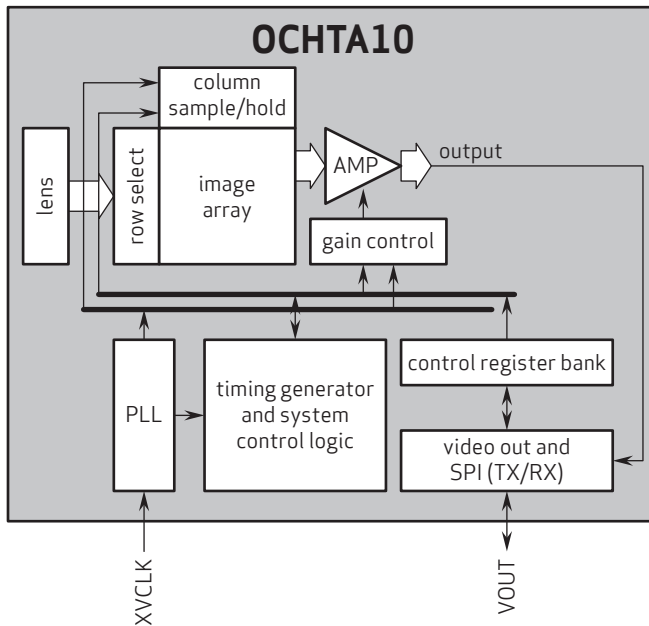 OCHTA10
column
sample/hold
lens
row select
image
array
AMP
output
gain control
PLL
timing generator
and system
control logic
control register bank
video out and
SPI (TX/RX)
XVCLK
VOUT